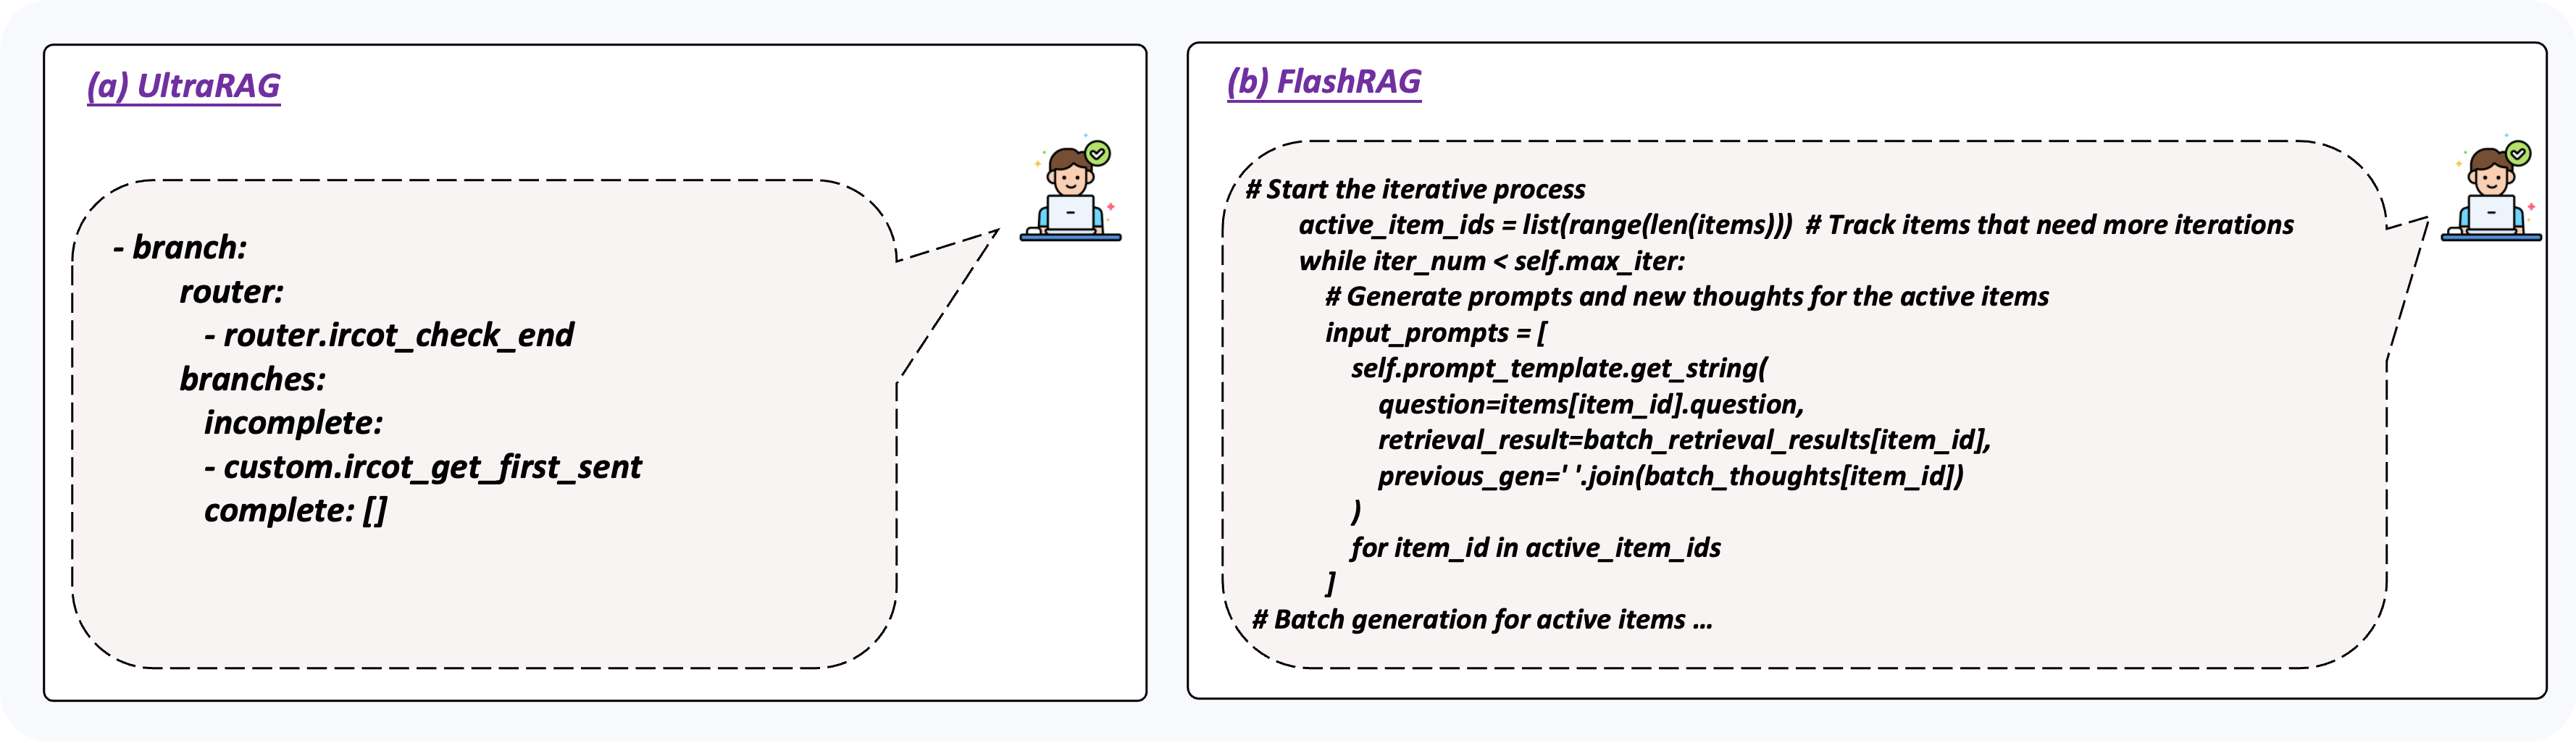 (a) UltraRAG
- branch:
router:
- router.ircot_check_end
branches:
incomplete:
- custom.ircot_get_first_sent
complete: []
(b) FlashRAG
# Start the iterative process
active_item_ids = list(range(len(items))) # Track items that need more iterations
while iter_num < self.max_iter:
# Generate prompts and new thoughts for the active items
input_prompts = [
self.prompt_template.get_string(
question=items[item_id].question,
retrieval_result=batch_retrieval_results[item_id],
previous_gen=' '.join(batch_thoughts[item_id])
)
for item_id in active_item_ids
]
# Batch generation for active items ...